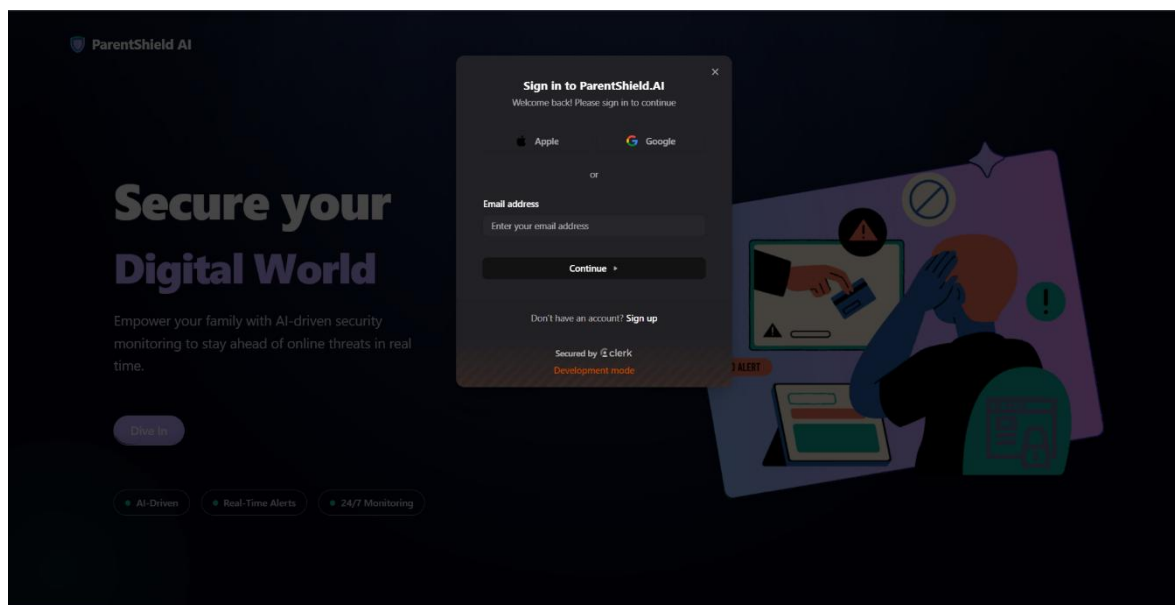 ParentShield AI
Sign in to ParentShield.AI
Welcome back! Please sign in to continue
Apple
Google
or
Email address
Enter your email address
Continue
Don't have an account? Sign up
Secured by clerk
Development mode
Secure your
Digital World
Empower your family with AI-driven security
monitoring to stay ahead of online threats in real
time.
Dive in
AI-Driven
Real-Time Alerts
24/7 Monitoring
ALERT